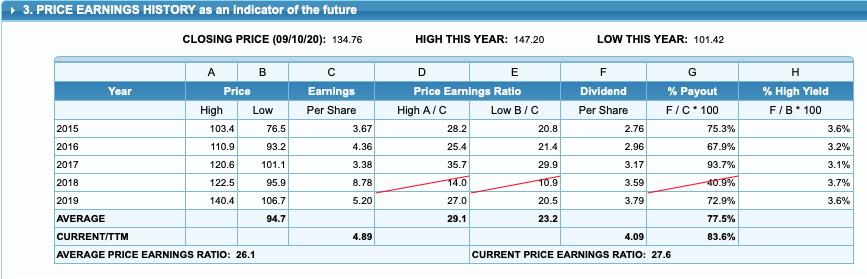 3. PRICE EARNINGS HISTORY as an indicator of the future
CLOSING PRICE (09/10/20): 134.76 HIGH THIS YEAR: 147.20 LOW THIS YEAR: 101.42
A B C D E F G H
Year Price Earnings Price Earnings Ratio Dividend % Payout % High Yield
High Low Per Share High A / C Low B / C Per Share F / C * 100 F / B * 100
2015 103.4 76.5 3.67 28.2 20.8 2.76 75.3% 3.6%
2016 110.9 93.2 4.36 25.4 21.4 2.96 67.9% 3.2%
2017 120.6 101.1 3.38 35.7 29.9 3.17 93.7% 3.1%
2018 122.5 95.9 8.78 14.0 10.9 3.59 40.9% 3.7%
2019 140.4 106.7 5.20 27.0 20.5 3.79 72.9% 3.6%
AVERAGE 94.7 29.1 23.2 77.5%
CURRENT/TTM 4.89 4.09 83.6%
AVERAGE PRICE EARNINGS RATIO: 26.1 CURRENT PRICE EARNINGS RATIO: 27.6